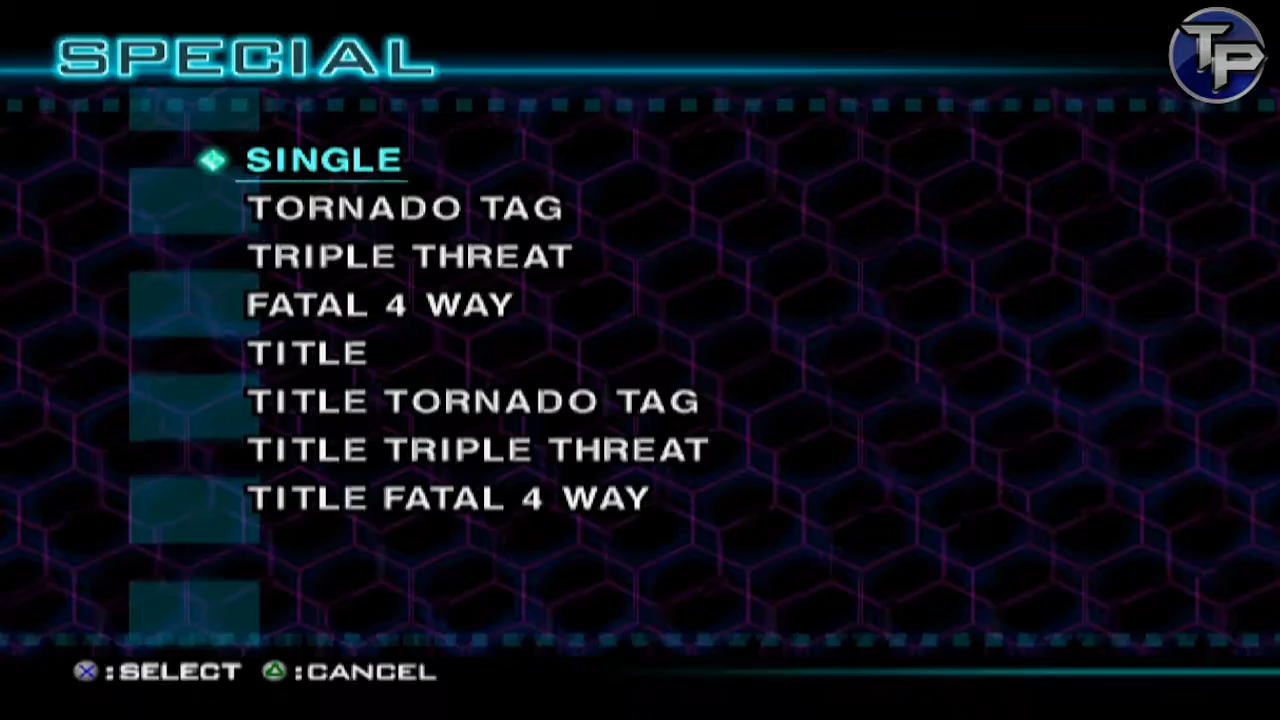 SPECIAL
TP
SINGLE
TORNADO TAG
TRIPLE THREAT
FATAL 4 WAY
TITLE
TITLE TORNADO TAG
TITLE TRIPLE THREAT
TITLE FATAL 4 WAY
:SELECT :CANCEL